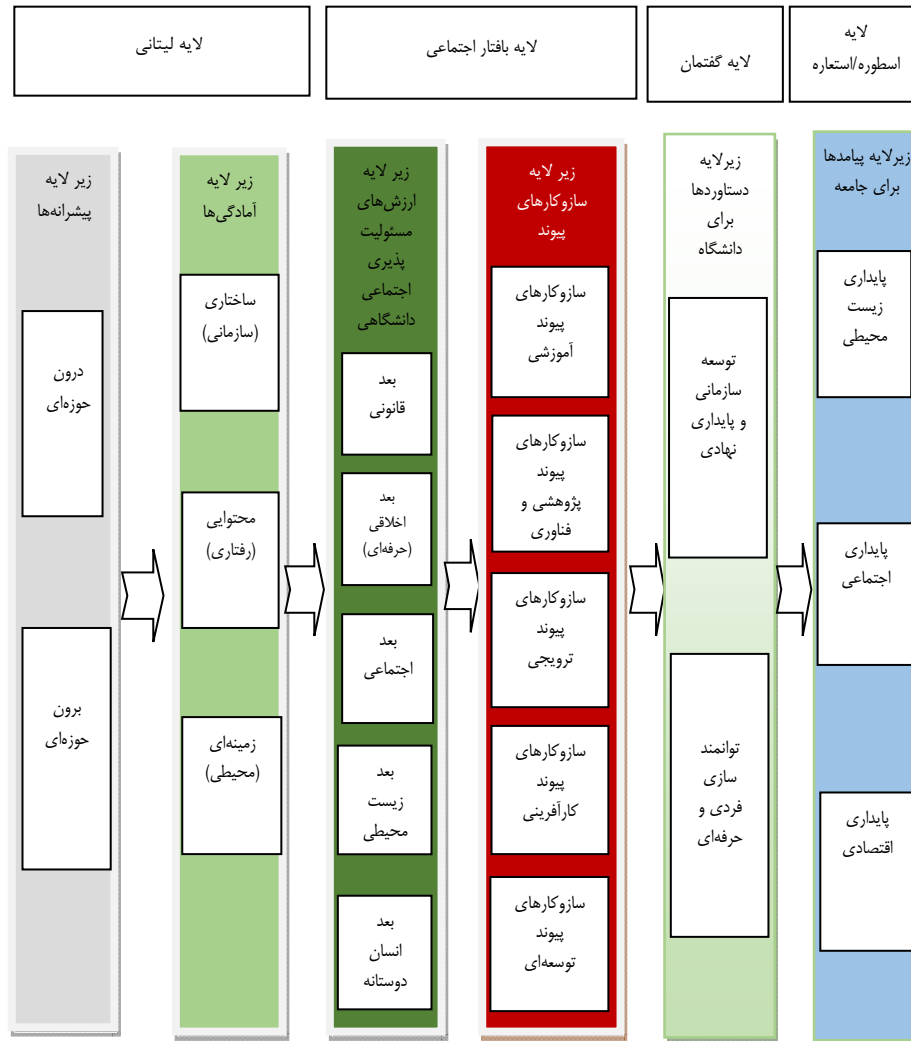 لایه لیتانی
لایه بافتار اجتماعی
لایه گفتمان
لایه
اسطوره/استعاره
زیر لایه
پیشرانه‌ها
درون
حوزه‌ای
برون
حوزه‌ای
زیر لایه
آمادگی‌ها
ساختاری
(سازمانی)
محتوایی
(رفتاری)
زمینه‌ای
(محیطی)
زیر لایه
ارزش‌های
مسئولیت
پذیری
اجتماعی
دانشگاهی
بعد
قانونی
بعد
اخلاقی
(حرفه‌ای)
بعد
اجتماعی
بعد
زیست
محیطی
بعد
انسان
دوستانه
زیر لایه
سازوکارهای
پیوند
سازوکارهای
پیوند
آموزشی
سازوکارهای
پیوند
پژوهشی و
فناوری
سازوکارهای
پیوند
ترویجی
سازوکارهای
پیوند
کارآفرینی
سازوکارهای
پیوند
توسعه‌ای
زیرلایه
دستاوردها
برای
دانشگاه
توسعه
سازمانی
و پایداری
نهادی
توانمند
سازی
فردی و
حرفه‌ای
زیرلایه پیامدها
برای جامعه
پایداری
زیست
محیطی
پایداری
اجتماعی
پایداری
اقتصادی